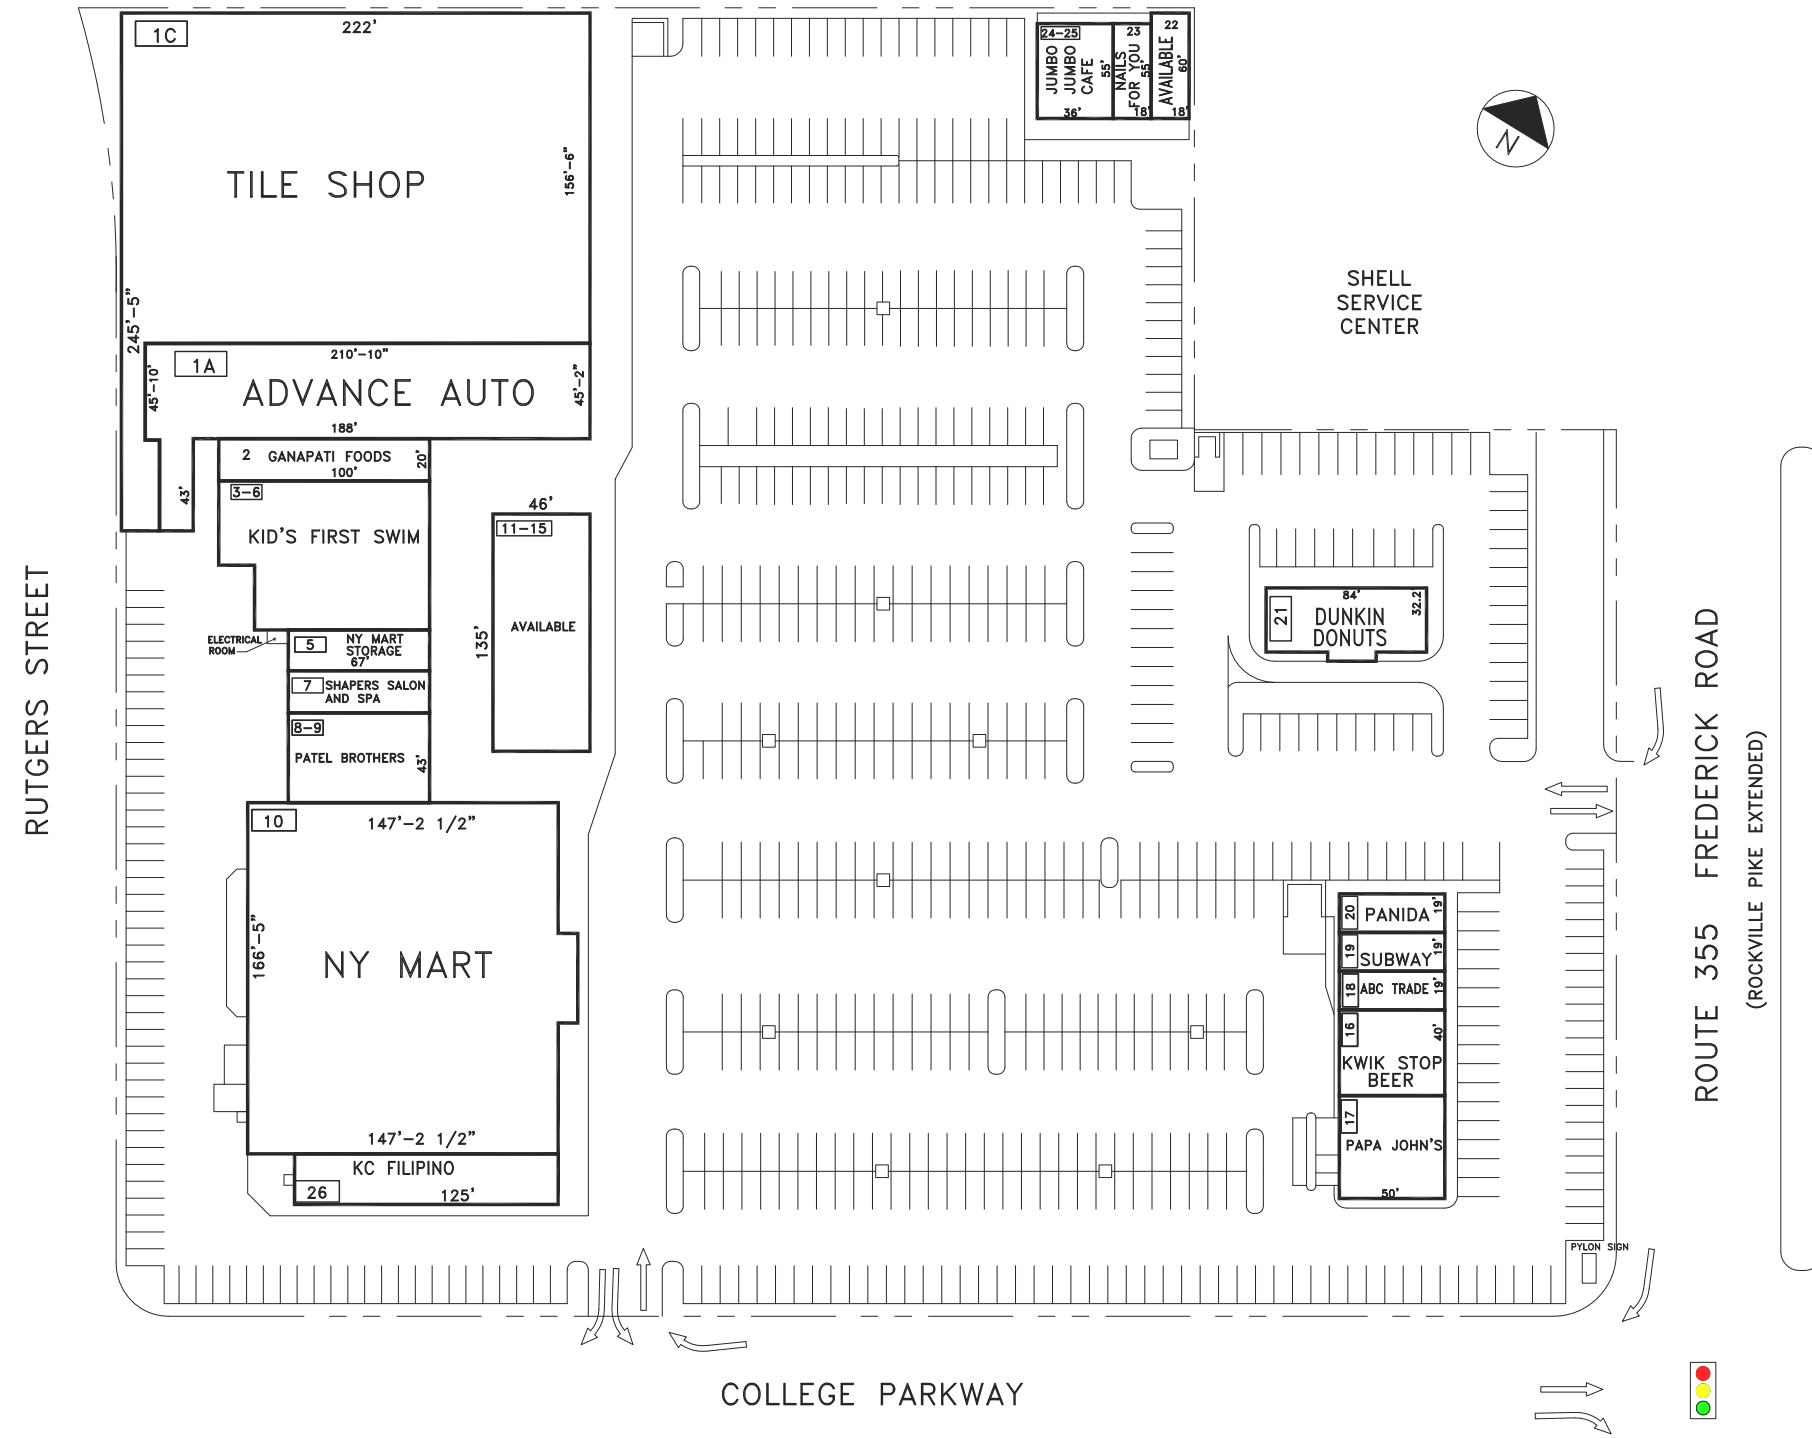 1C
222'
TILE SHOP
156'-6"
245'-5"
1A
210'-10"
ADVANCE AUTO
45'-10'
45'-2"
188'
43'
2 GANAPATI FOODS
20'
100'
3-6
KID'S FIRST SWIM
ELECTRICAL
ROOM
5
NY MART
STORAGE
67'
7
SHAPERS SALON
AND SPA
8-9
PATEL BROTHERS
43'
46'
11-15
AVAILABLE
135'
10
147'-2 1/2"
166'-5"
NY MART
147'-2 1/2"
KC FILIPINO
26
125'
24-25
JUMBO
JUMBO
CAFE
55'
36'
23
NAILS
FOR YOU
55'
18'
22
AVAILABLE
60'
18'
N
SHELL
SERVICE
CENTER
84'
32.2
21
DUNKIN
DONUTS
20
PANIDA
19'
19
SUBWAY
19'
18
ABC TRADE
19'
16
40'
KWIK STOP
BEER
17
PAPA JOHN'S
50'
PYLON SIGN
RUTGERS STREET
ROUTE 355 FREDERICK ROAD
(ROCKVILLE PIKE EXTENDED)
COLLEGE PARKWAY